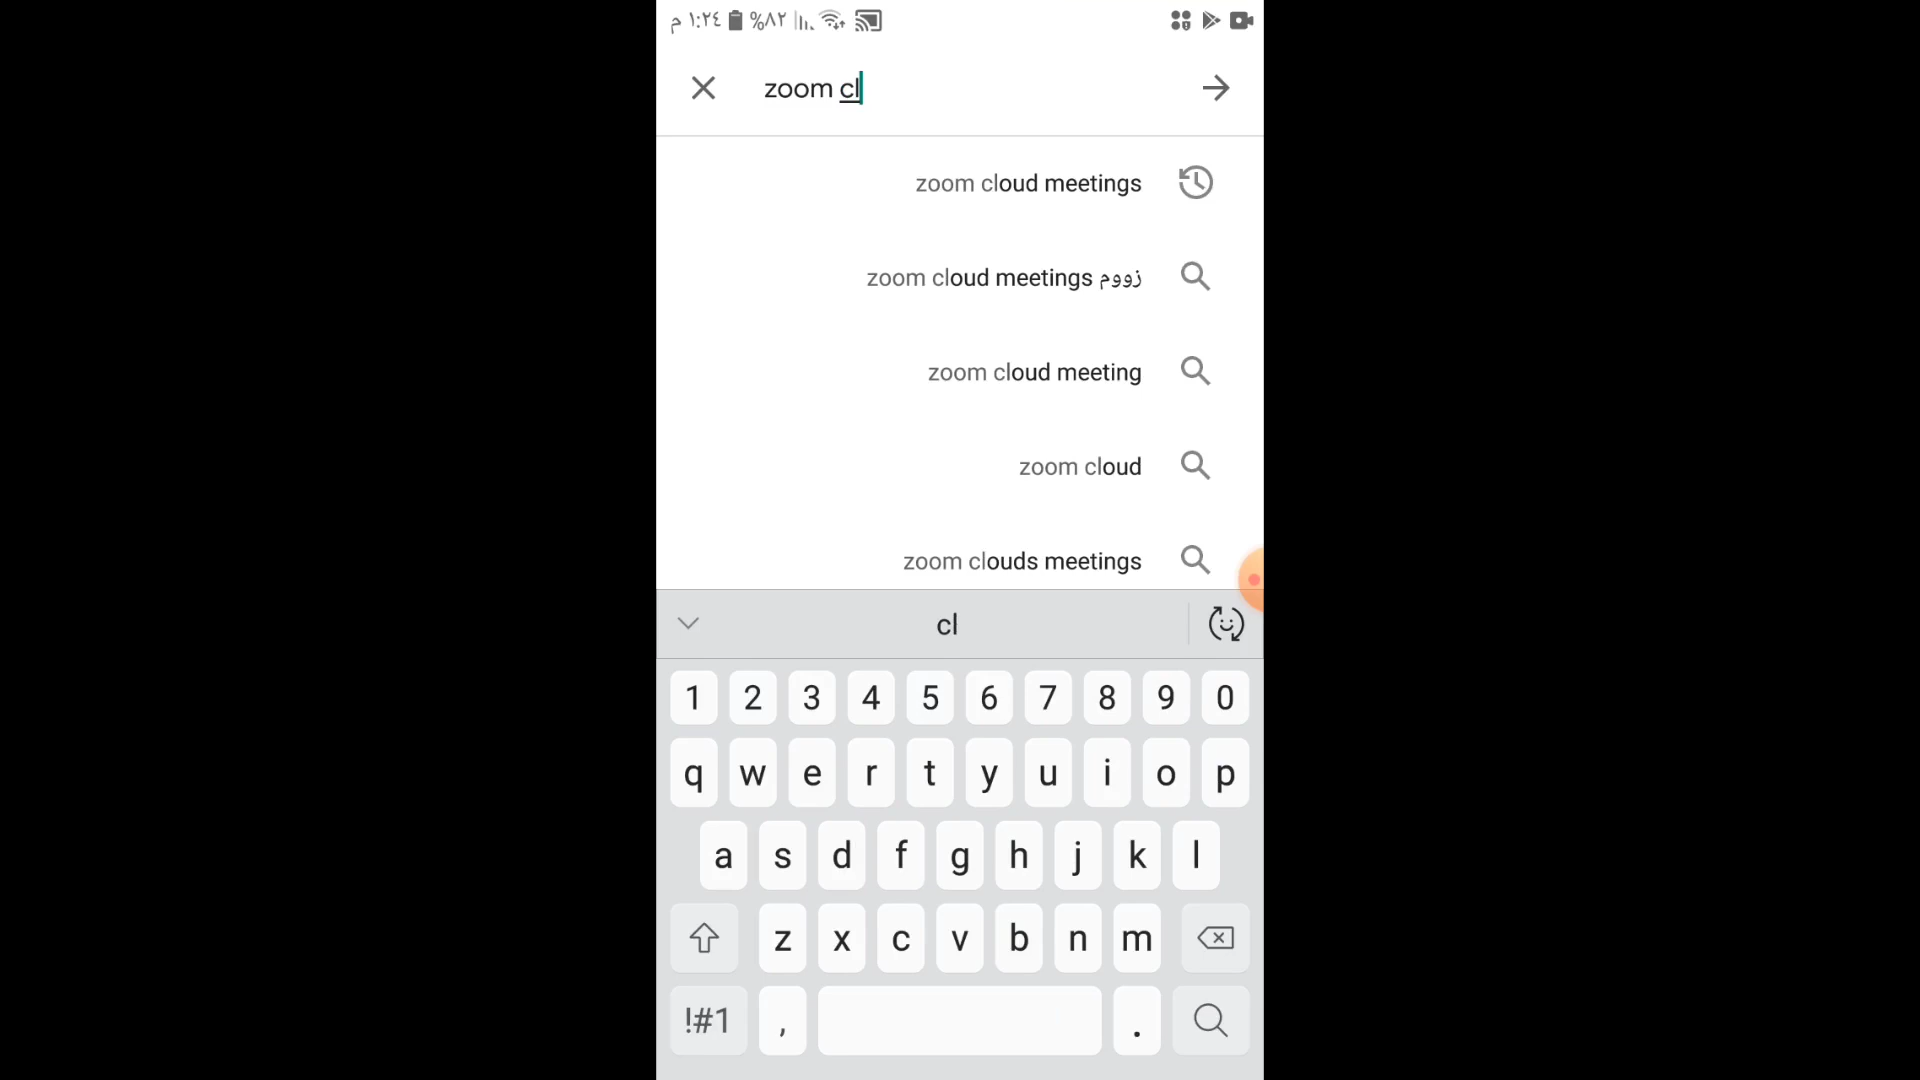 م ١:٢٤ %٨٢
zoom cl
zoom cloud meetings
zoom cloud meetings زووم
zoom cloud meeting
zoom cloud
zoom clouds meetings
cl
1 2 3 4 5 6 7 8 9 0
q w e r t y u i o p
a s d f g h j k l
z x c v b n m
!#1 , .